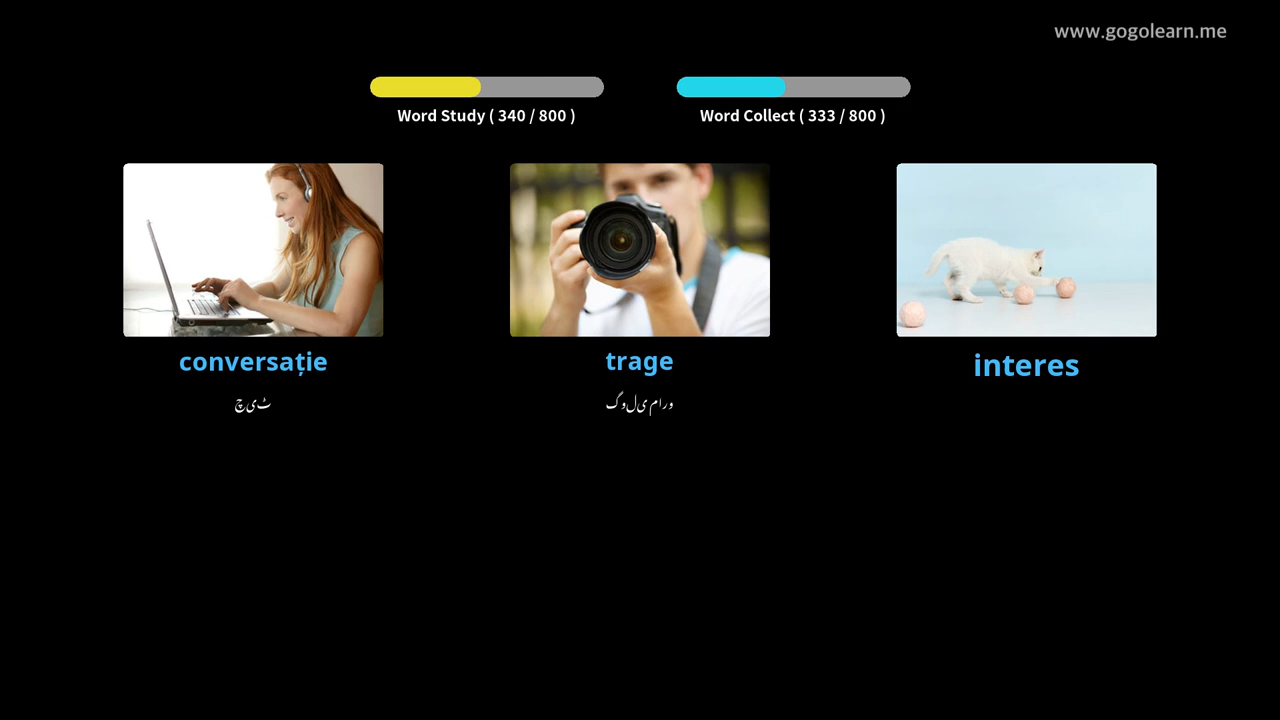 www.gogolearn.me
Word Study ( 340 / 800 )
Word Collect ( 333 / 800 )
conversație
trage
interes
چیٹ
گولی مارو